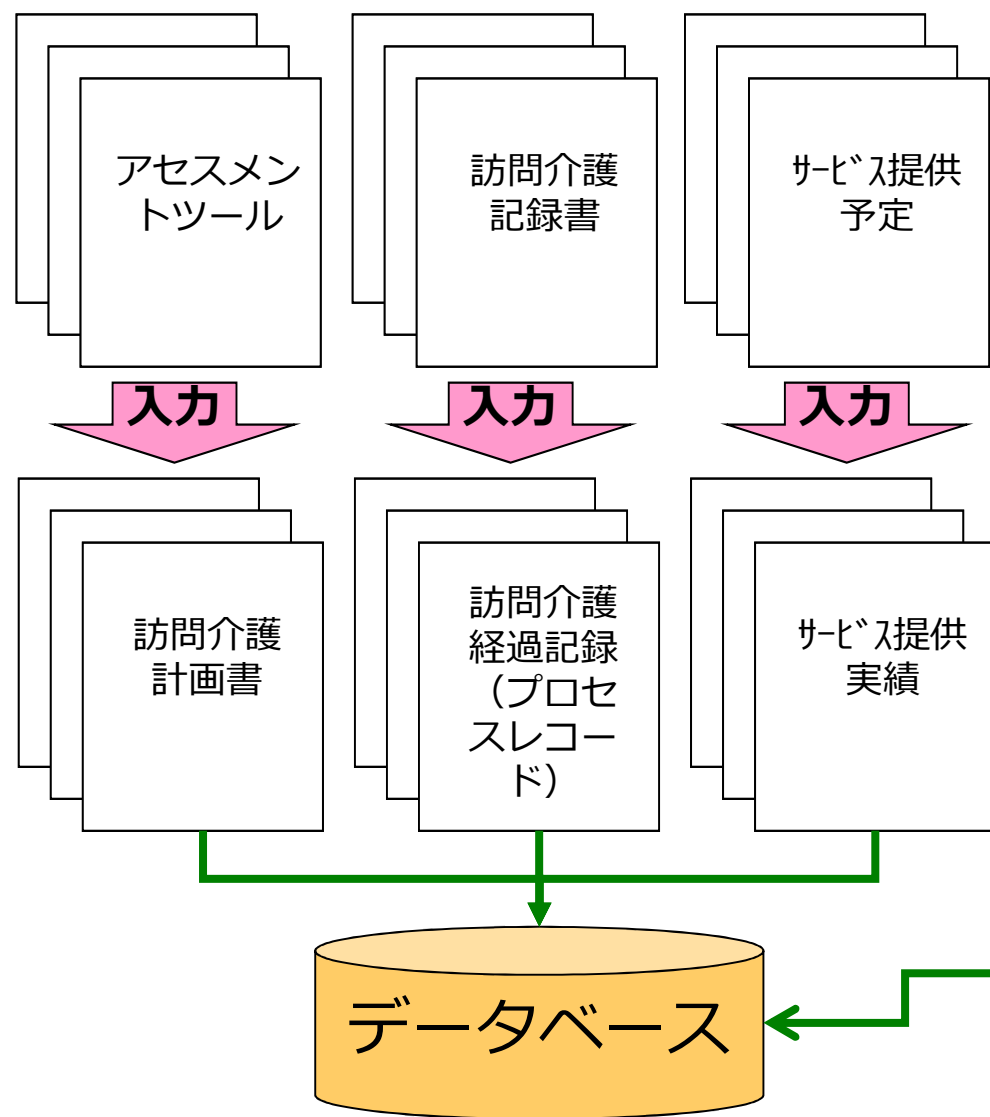 アセスメン
トツール
訪問介護
記録書
ｻｰﾋﾞｽ提供
予定
入力
入力
入力
訪問介護
計画書
訪問介護
経過記録
（プロセ
スレコー
ド）
ｻｰﾋﾞｽ提供
実績
データベース